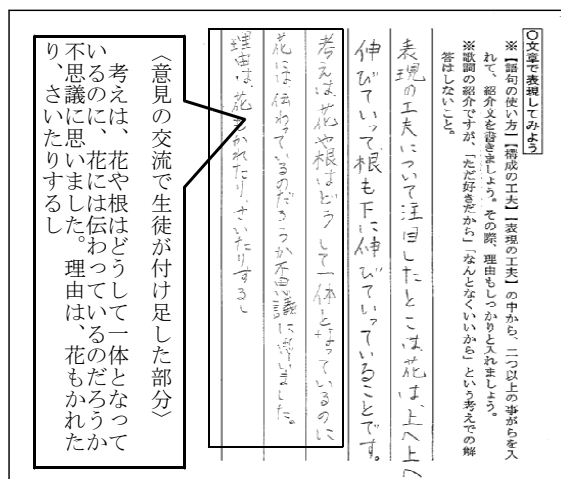 ○文章で表現してみよう
※【語句の使い方】【構成の工夫】【表現の工夫】の中から、二つ以上の事がらを入
れて、紹介文を書きましょう。その際、理由もしっかりと入れましょう。
※歌詞の紹介ですが、「ただ好きだから」「なんとなくいいから」という考えでの解
答はしないこと。
表現の工夫について注目したとこは、花は、上へ上へ
伸びていって根も下に伸びていっていることです。
考えは花や根はどうして一体となっているのに
花には伝わっているのだろうか不思議に思いました。
理由は、花もかれたり、さいたりするし
〈意見の交流で生徒が付け足した部分〉
考えは、花や根はどうして一体となって
いるのに、花には伝わっているのだろうか
不思議に思いました。理由は、花もかれた
り、さいたりするし